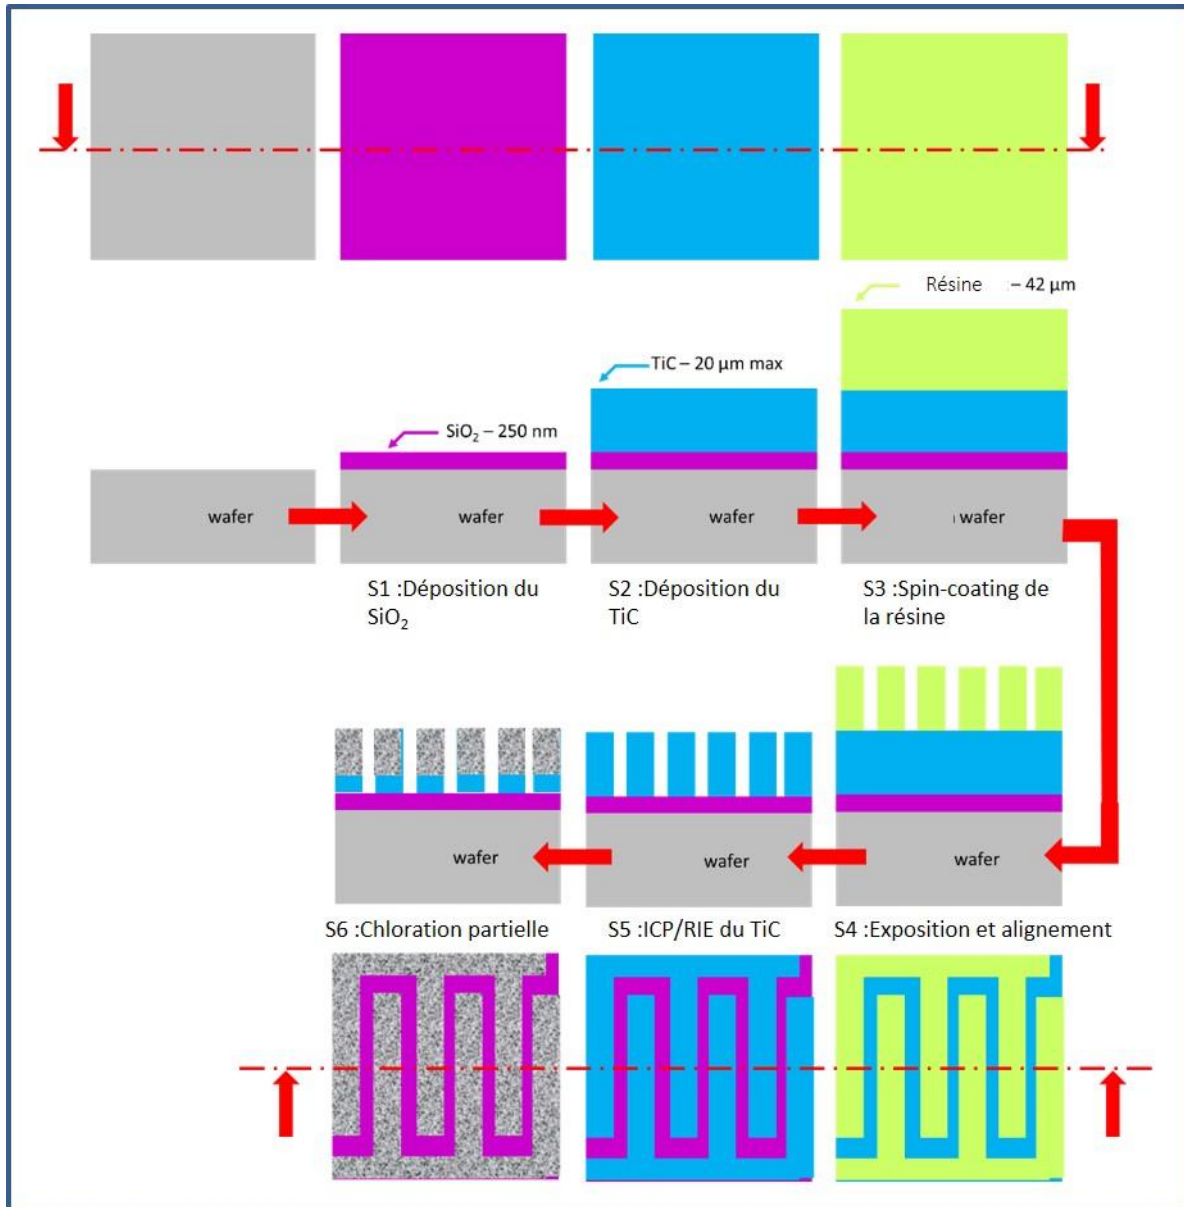 Résine :– 42 µm
TiC – 20 µm max
SiO₂ – 250 nm
wafer
wafer
wafer
wafer
S1 :Déposition du
SiO₂
S2 :Déposition du
TiC
S3 :Spin-coating de
la résine
wafer
wafer
wafer
S6 :Chloration partielle
S5 :ICP/RIE du TiC
S4 :Exposition et alignement